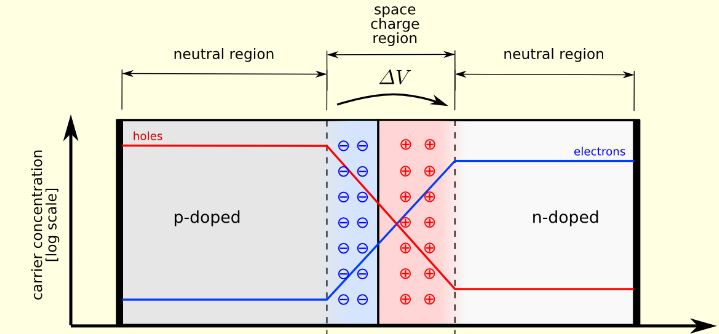 space
charge
region
neutral region
neutral region
ΔV
holes
electrons
carrier concentration
[log scale]
p-doped
n-doped
⊖ ⊖ ⊕ ⊕
⊖ ⊖ ⊕ ⊕
⊖ ⊖ ⊕ ⊕
⊖ ⊖ ⊕ ⊕
⊖ ⊖ ⊕ ⊕
⊖ ⊖ ⊕ ⊕
⊖ ⊖ ⊕ ⊕